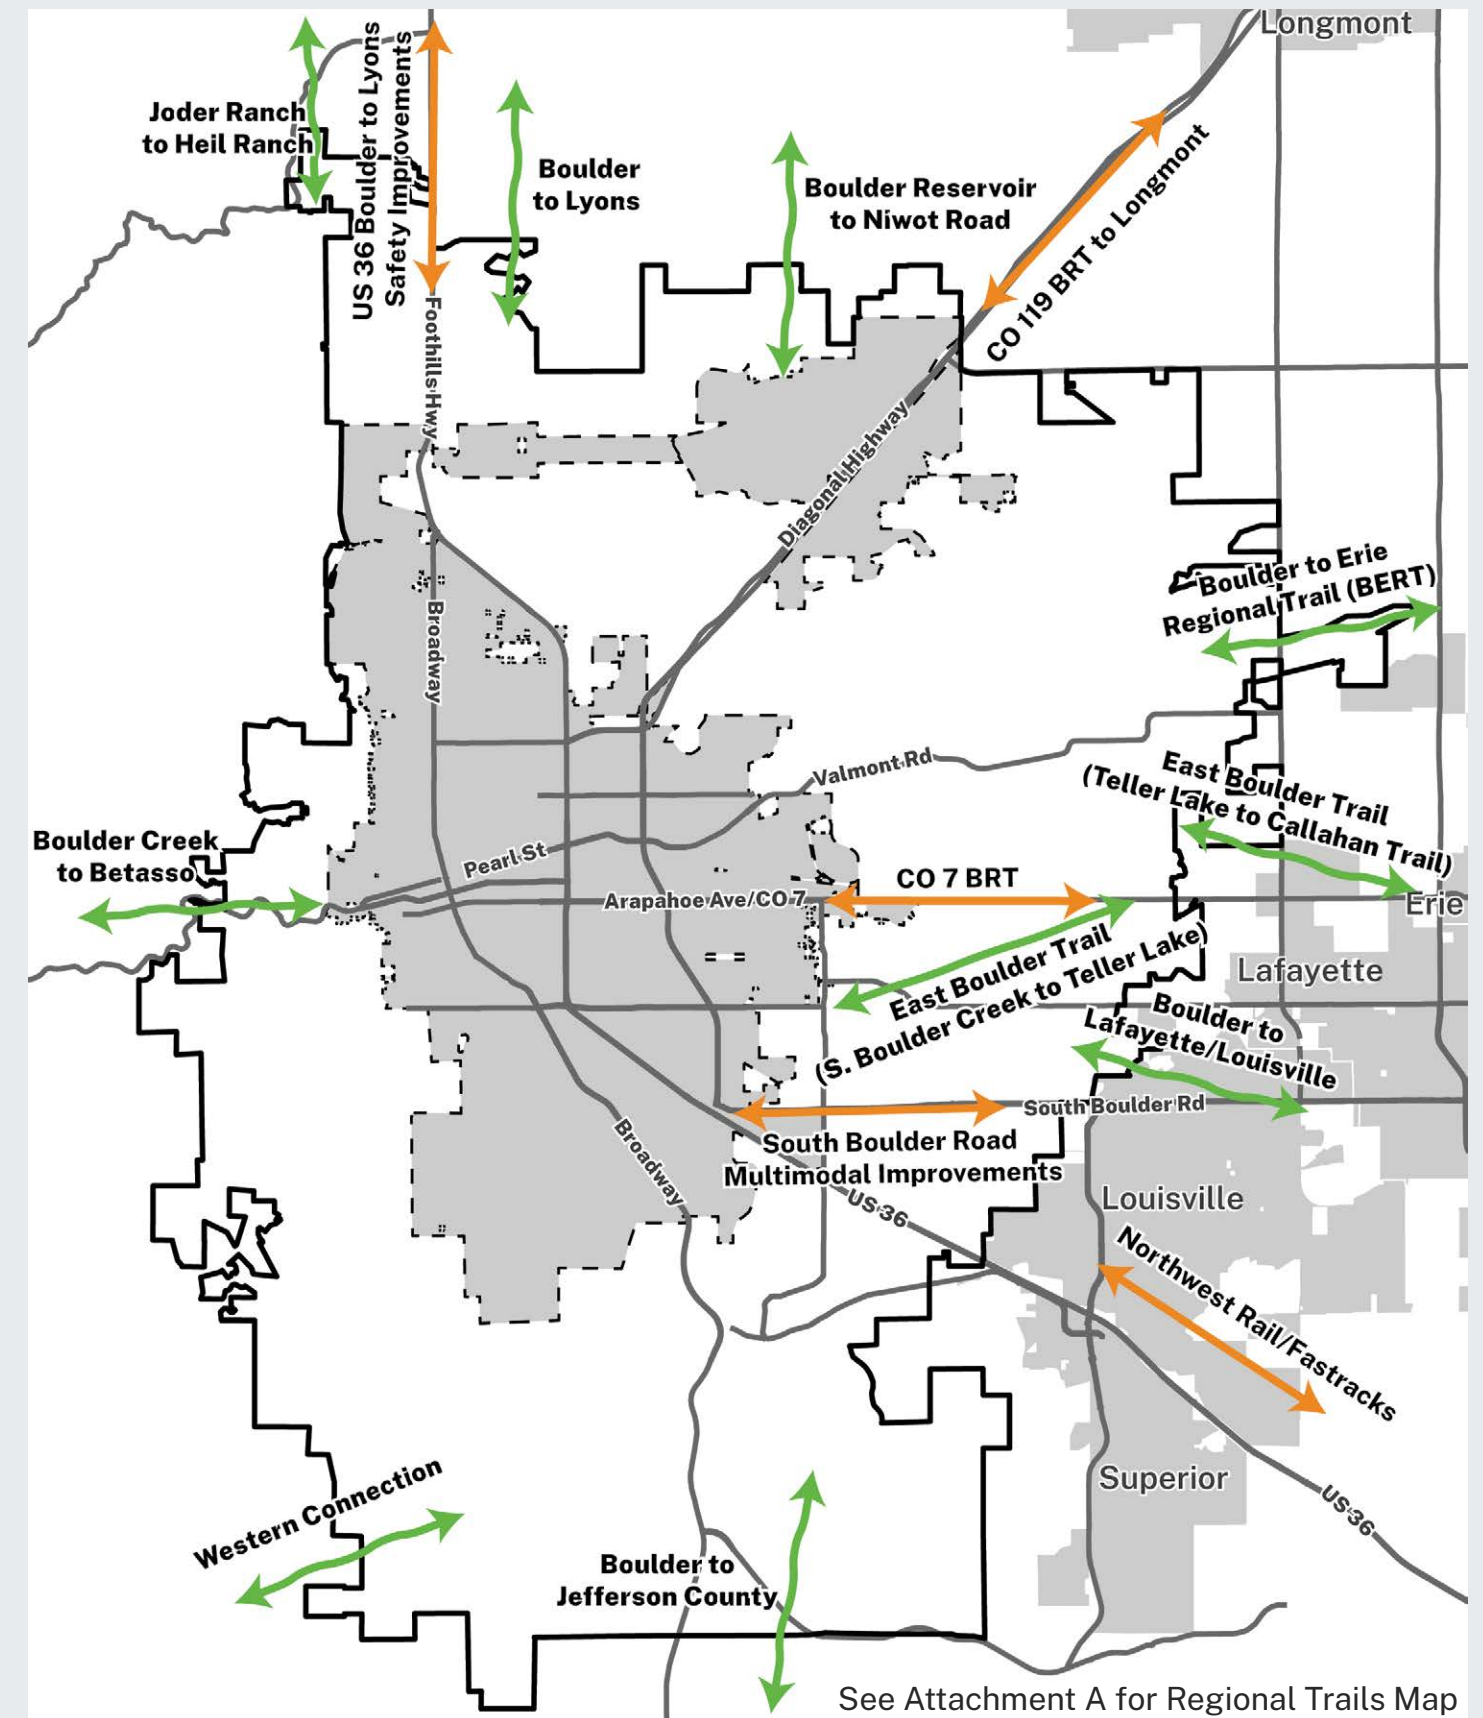 Longmont
Joder Ranch
to Heil Ranch
US 36 Boulder to Lyons
Safety Improvements
Boulder
to Lyons
Boulder Reservoir
to Niwot Road
CO 119 BRT to Longmont
Foothills Hwy
Diagonal Highway
Boulder to Erie
Regional Trail (BERT)
Broadway
Valmont Rd
East Boulder Trail
(Teller Lake to Callahan Trail)
Boulder Creek
to Betasso
Pearl St
Arapahoe Ave/CO 7
CO 7 BRT
Erie
East Boulder Trail
(S. Boulder Creek to Teller Lake)
Lafayette
Boulder to
Lafayette/Louisville
South Boulder Rd
South Boulder Road
Multimodal Improvements
Broadway
US 36
Louisville
Northwest Rail/Fastracks
Superior
US 36
Western Connection
Boulder to
Jefferson County
See Attachment A for Regional Trails Map